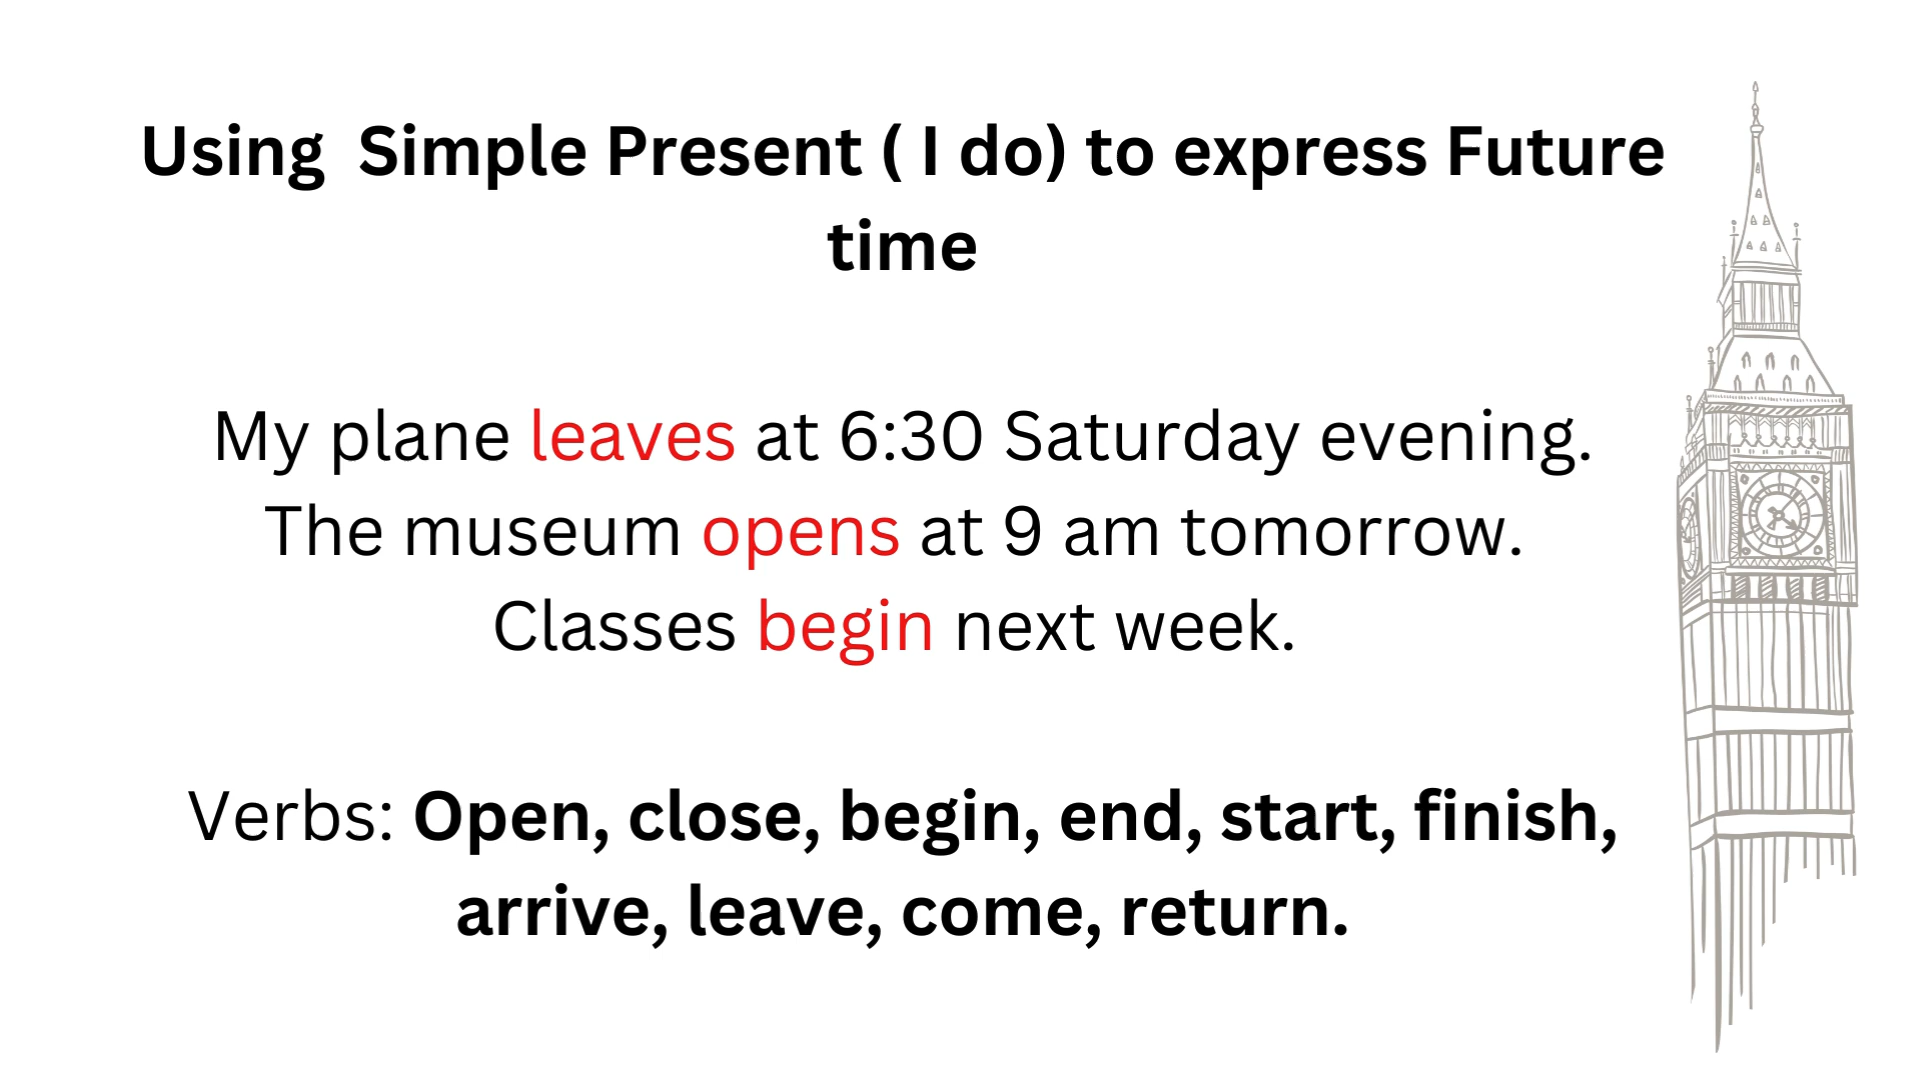 Using  Simple Present ( I do) to express Future
time
My plane leaves at 6:30 Saturday evening.
The museum opens at 9 am tomorrow.
Classes begin next week.
Verbs: Open, close, begin, end, start, finish,
arrive, leave, come, return.